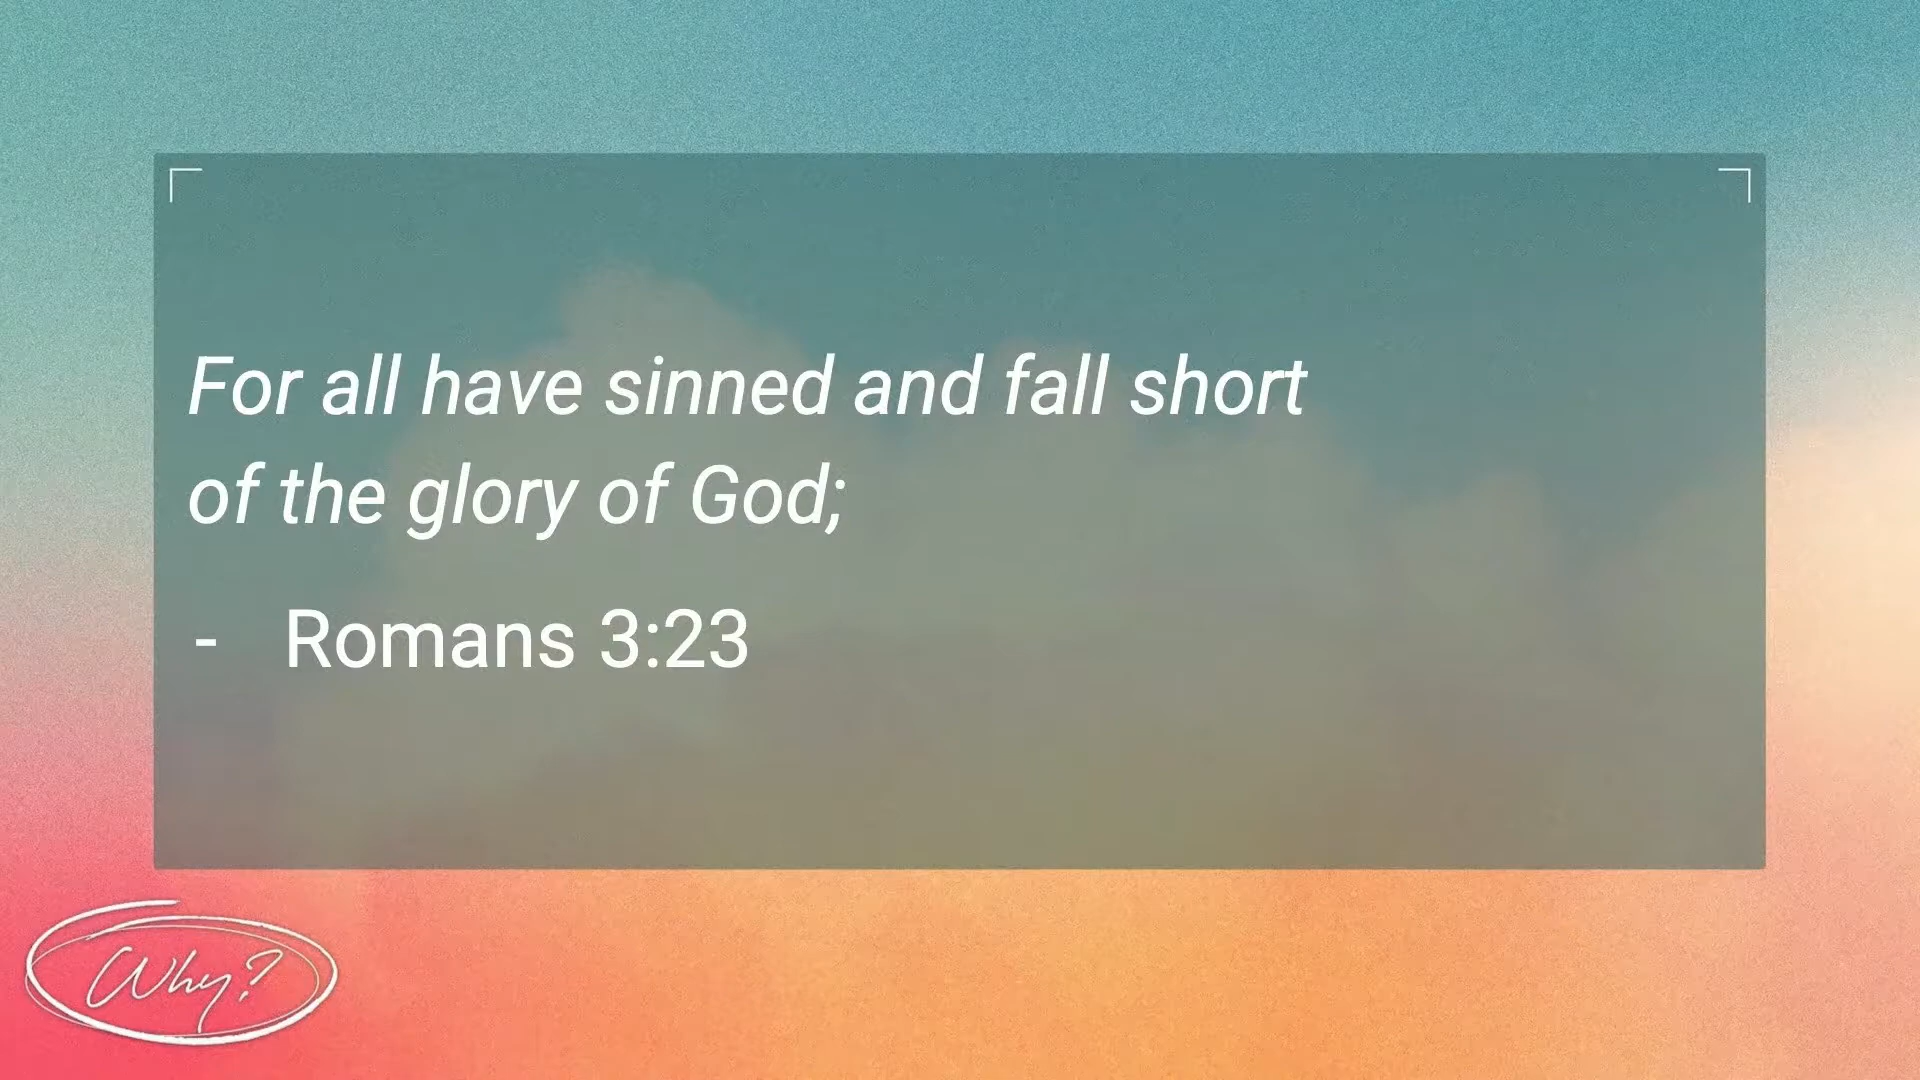 For all have sinned and fall short
of the glory of God;
- Romans 3:23
Why?